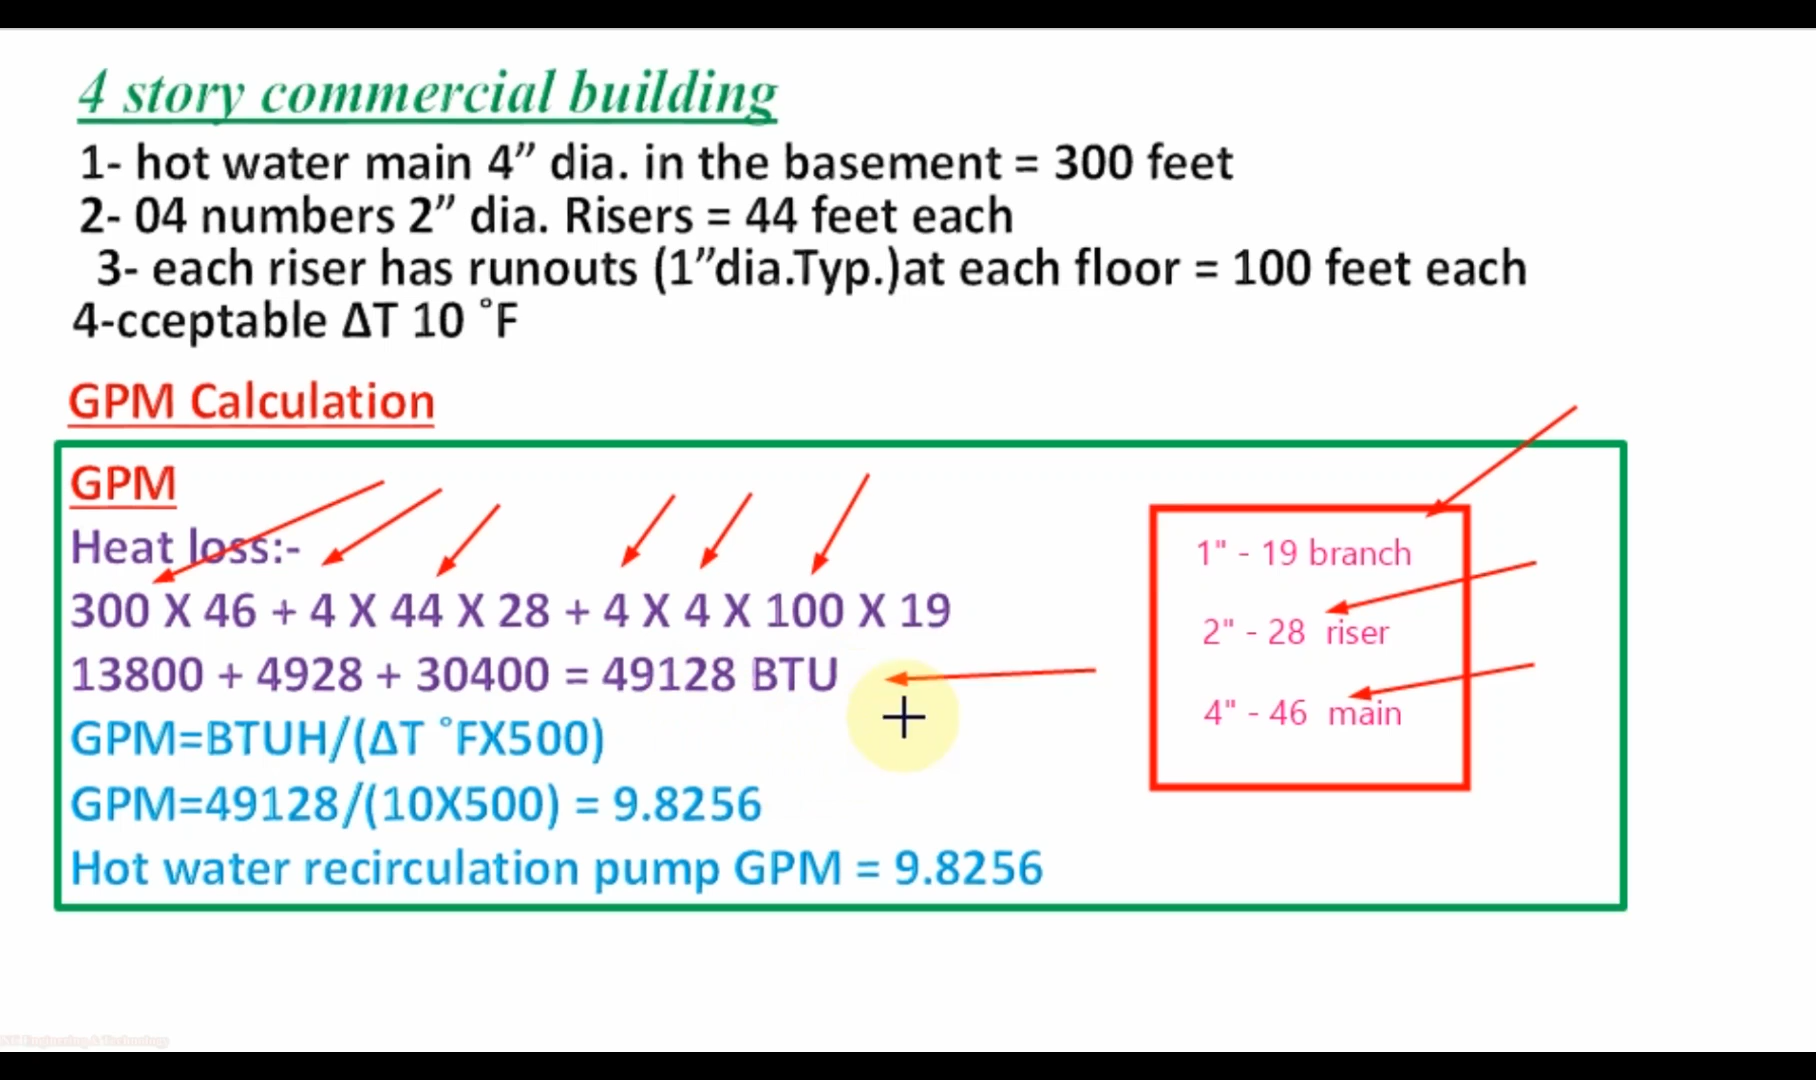 4 story commercial building
1- hot water main 4” dia. in the basement = 300 feet
2- 04 numbers 2” dia. Risers = 44 feet each
3- each riser has runouts (1”dia.Typ.)at each floor = 100 feet each
4-cceptable ΔT 10 ˚F
GPM Calculation
GPM
Heat loss:-
300 X 46 + 4 X 44 X 28 + 4 X 4 X 100 X 19
13800 + 4928 + 30400 = 49128 BTU
GPM=BTUH/(ΔT ˚FX500)
GPM=49128/(10X500) = 9.8256
Hot water recirculation pump GPM = 9.8256
1" - 19 branch
2" - 28 riser
4" - 46 main